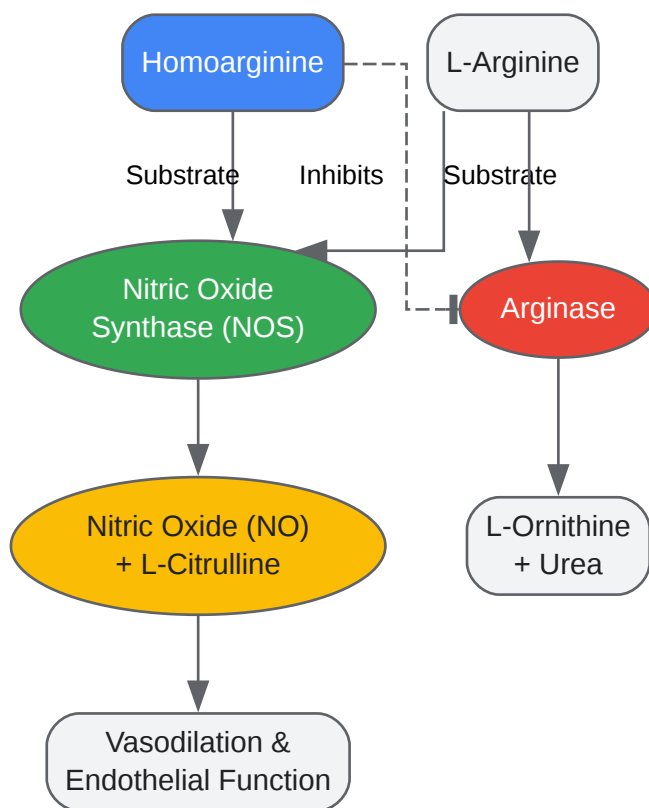 Homoarginine
L-Arginine
Substrate
Inhibits
Substrate
Nitric Oxide
Synthase (NOS)
Arginase
Nitric Oxide (NO)
+ L-Citrulline
L-Ornithine
+ Urea
Vasodilation &
Endothelial Function